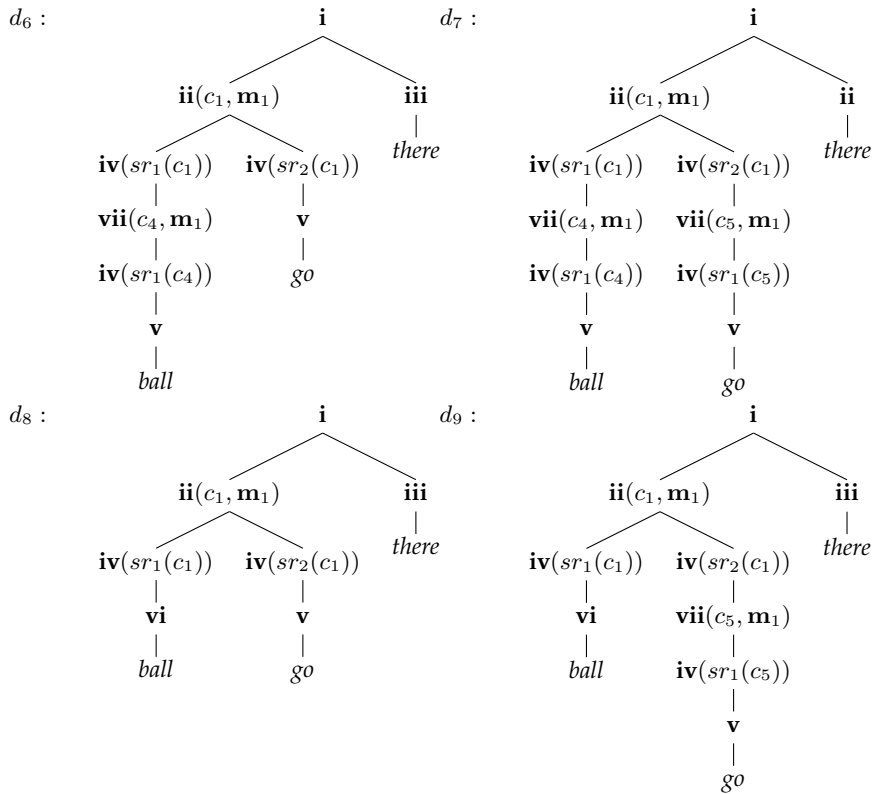 d₆ : i d₇ : i
ii(c₁, m₁) iii ii(c₁, m₁) ii
there there
iv(sr₁(c₁)) iv(sr₂(c₁)) iv(sr₁(c₁)) iv(sr₂(c₁))
vii(c₄, m₁) v vii(c₄, m₁) vii(c₅, m₁)
iv(sr₁(c₄)) go iv(sr₁(c₄)) iv(sr₁(c₅))
v v v
ball ball go
d₈ : i d₉ : i
ii(c₁, m₁) iii ii(c₁, m₁) iii
there there
iv(sr₁(c₁)) iv(sr₂(c₁)) iv(sr₁(c₁)) iv(sr₂(c₁))
vi v vi vii(c₅, m₁)
ball go ball iv(sr₁(c₅))
v
go